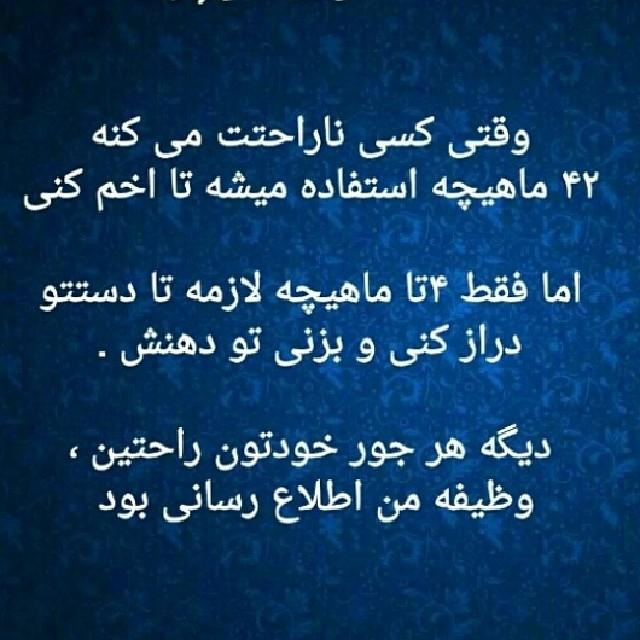 وقتی کسی ناراحتت می کنه
۴۲ ماهیچه استفاده میشه تا اخم کنی
اما فقط ۴تا ماهیچه لازمه تا دستتو
دراز کنی و بزنی تو دهنش .
دیگه هر جور خودتون راحتین ،
وظیفه من اطلاع رسانی بود